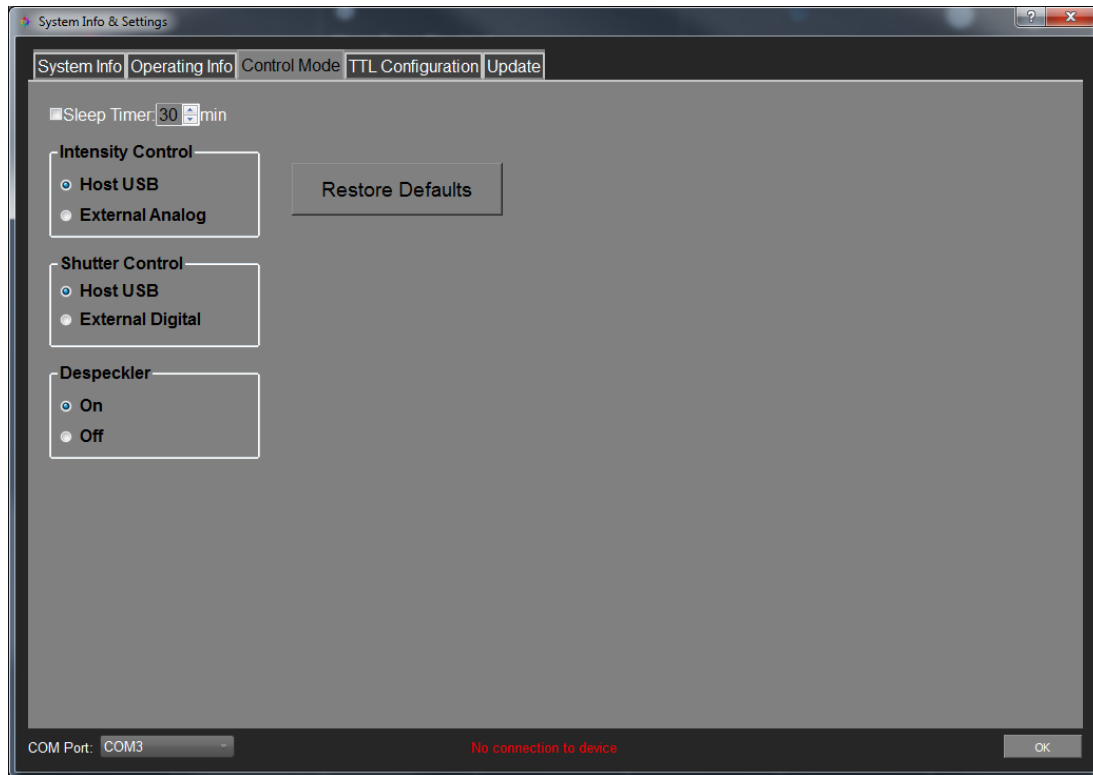 System Info & Settings
? X
System Info Operating Info Control Mode TTL Configuration Update
Sleep Timer: 30 min
Intensity Control
Host USB
External Analog
Restore Defaults
Shutter Control
Host USB
External Digital
Despeckler
On
Off
COM Port: COM3 No connection to device OK